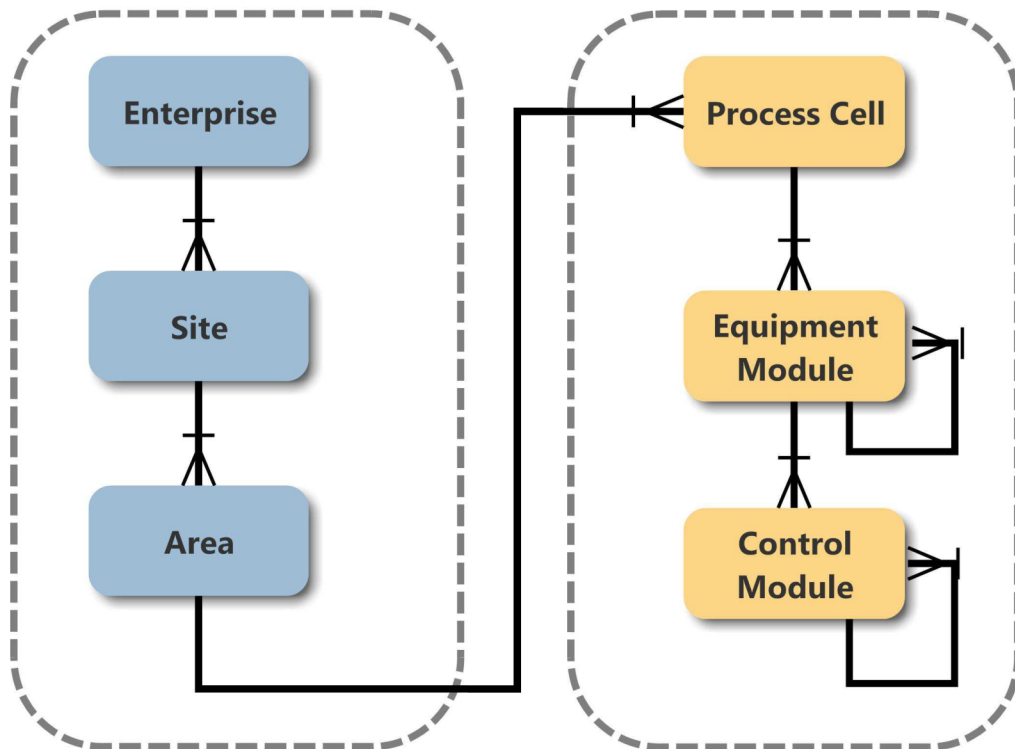 Enterprise
Site
Area
Process Cell
Equipment
Module
Control
Module